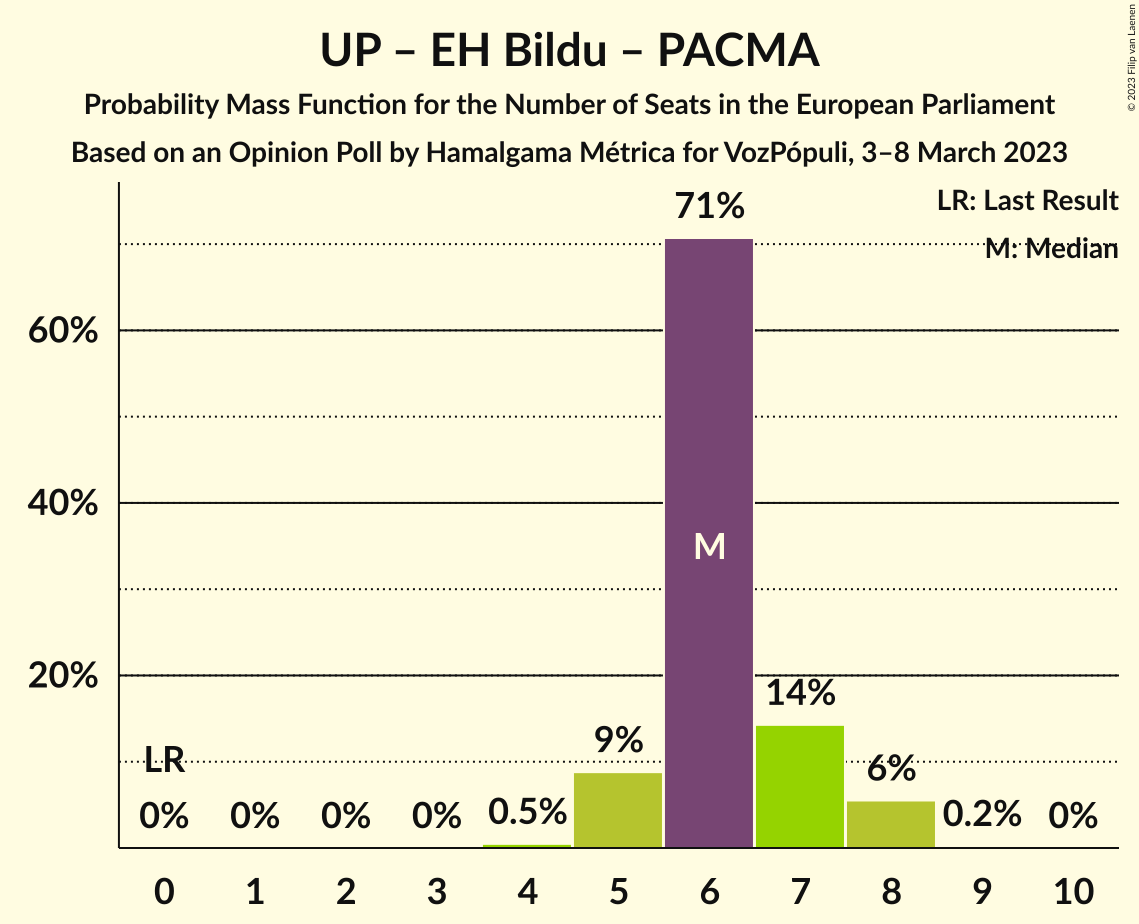 UP – EH Bildu – PACMA
Probability Mass Function for the Number of Seats in the European Parliament
Based on an Opinion Poll by Hamalgama Métrica for VozPópuli, 3–8 March 2023
© 2023 Filip van Laenen
LR: Last Result
M: Median
71%
60%
40%
M
20%
14%
9%
LR
6%
0%
0%
0%
0%
0.5%
0.2%
0%
0 1 2 3 4 5 6 7 8 9 10